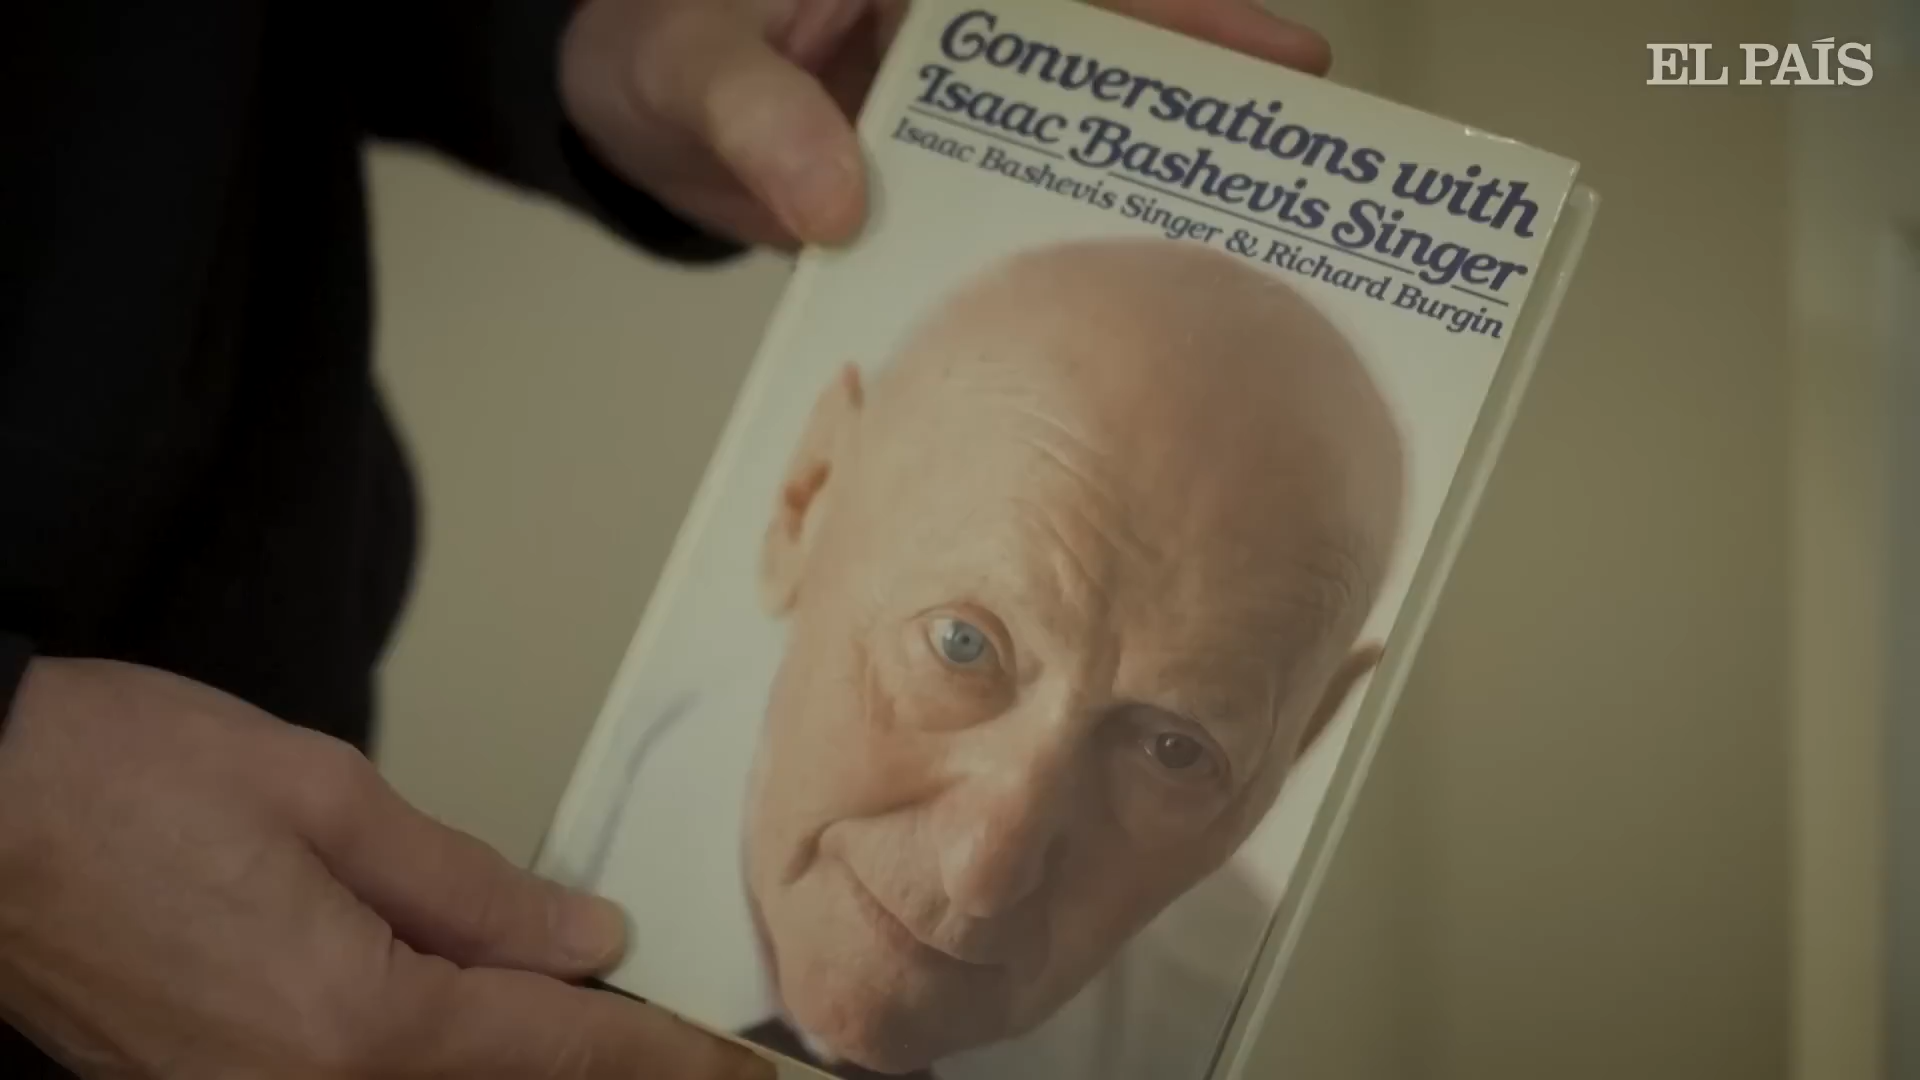 EL PAÍS
Conversations with
Isaac Bashevis Singer
Isaac Bashevis Singer & Richard Burgin